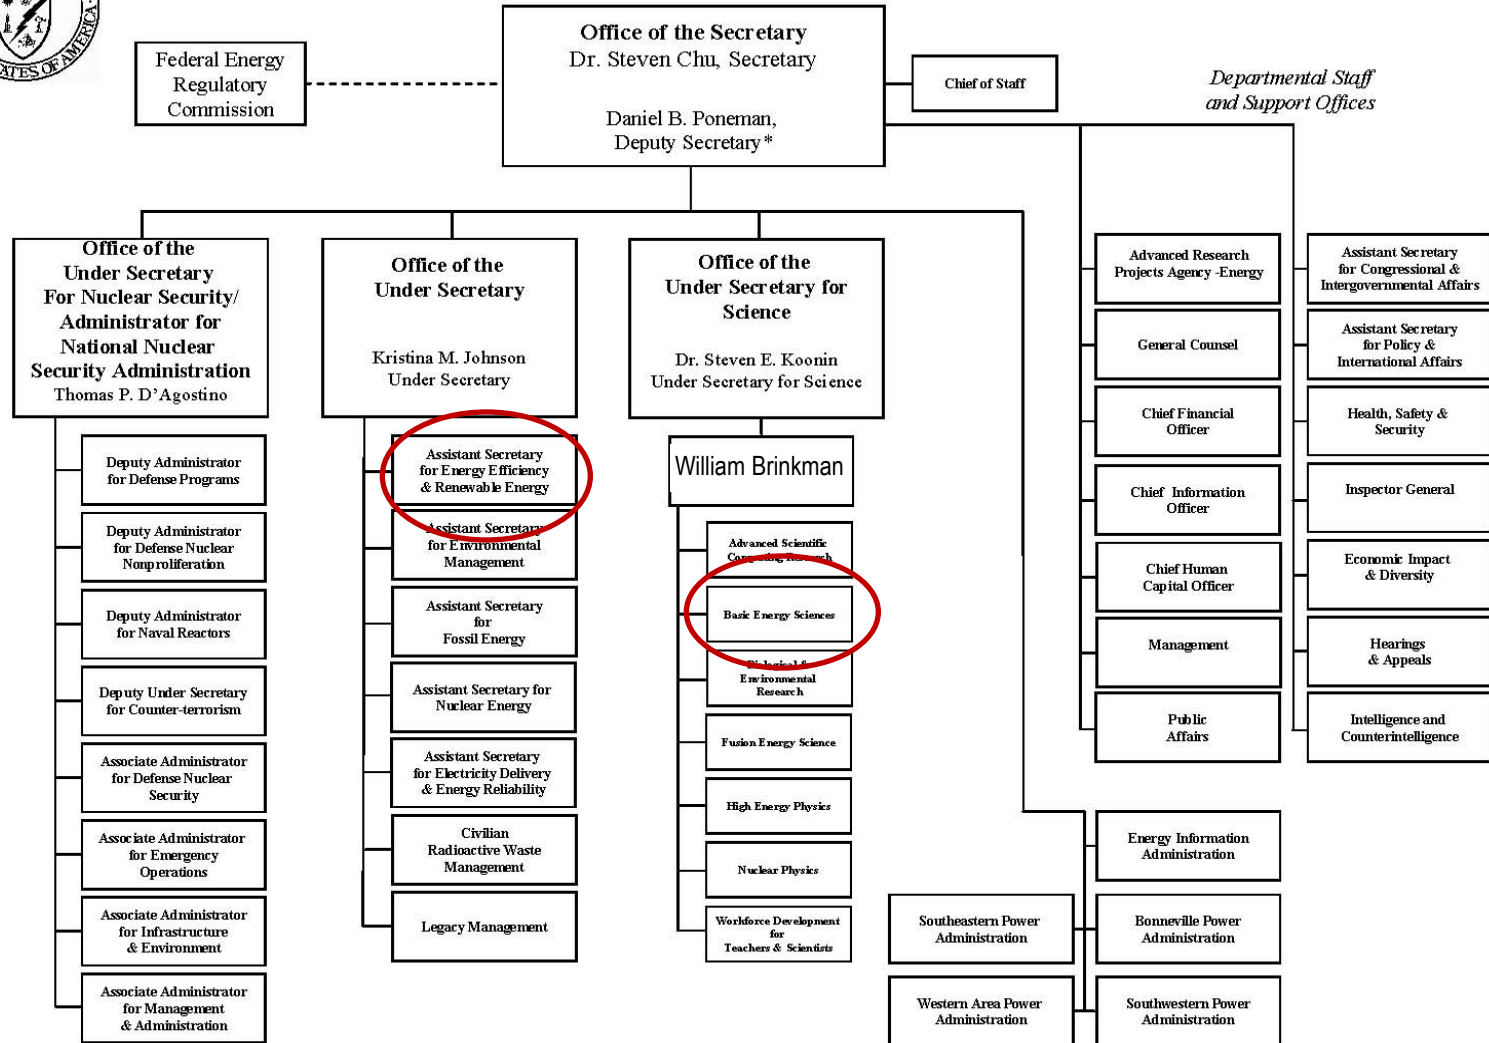 TATES OF AMERICA
Federal Energy
Regulatory
Commission
Office of the Secretary
Dr. Steven Chu, Secretary
Daniel B. Poneman,
Deputy Secretary*
Chief of Staff
Departmental Staff
and Support Offices
Office of the
Under Secretary
For Nuclear Security/
Administrator for
National Nuclear
Security Administration
Thomas P. D'Agostino
Deputy Administrator
for Defense Programs
Deputy Administrator
for Defense Nuclear
Nonproliferation
Deputy Administrator
for Naval Reactors
Deputy Under Secretary
for Counter-terrorism
Associate Administrator
for Defense Nuclear
Security
Associate Administrator
for Emergency
Operations
Associate Administrator
for Infrastructure
& Environment
Associate Administrator
for Management
& Administration
Office of the
Under Secretary
Kristina M. Johnson
Under Secretary
Assistant Secretary
for Energy Efficiency
& Renewable Energy
Assistant Secretary
for Environmental
Management
Assistant Secretary
for
Fossil Energy
Assistant Secretary for
Nuclear Energy
Assistant Secretary
for Electricity Delivery
& Energy Reliability
Civilian
Radioactive Waste
Management
Legacy Management
Office of the
Under Secretary for
Science
Dr. Steven E. Koonin
Under Secretary for Science
William Brinkman
Advanced Scientific
Computing Research
Basic Energy Sciences
Biological &
Environmental
Research
Fusion Energy Science
High Energy Physics
Nuclear Physics
Workforce Development
for
Teachers & Scientists
Advanced Research
Projects Agency -Energy
General Counsel
Chief Financial
Officer
Chief Information
Officer
Chief Human
Capital Officer
Management
Public
Affairs
Assistant Secretary
for Congressional &
Intergovernmental Affairs
Assistant Secretary
for Policy &
International Affairs
Health, Safety &
Security
Inspector General
Economic Impact
& Diversity
Hearings
& Appeals
Intelligence and
Counterintelligence
Energy Information
Administration
Southeastern Power
Administration
Bonneville Power
Administration
Western Area Power
Administration
Southwestern Power
Administration